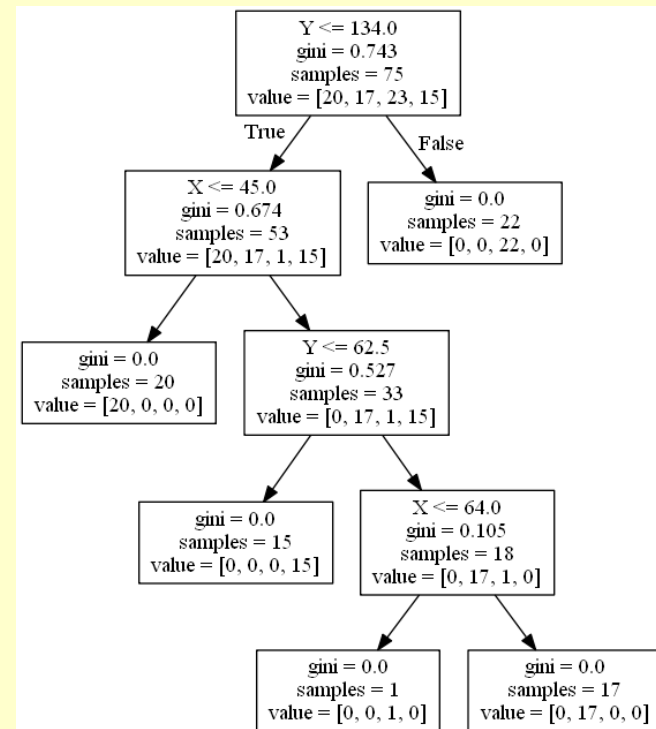 Y <= 134.0
gini = 0.743
samples = 75
value = [20, 17, 23, 15]
True
False
X <= 45.0
gini = 0.674
samples = 53
value = [20, 17, 1, 15]
gini = 0.0
samples = 22
value = [0, 0, 22, 0]
gini = 0.0
samples = 20
value = [20, 0, 0, 0]
Y <= 62.5
gini = 0.527
samples = 33
value = [0, 17, 1, 15]
gini = 0.0
samples = 15
value = [0, 0, 0, 15]
X <= 64.0
gini = 0.105
samples = 18
value = [0, 17, 1, 0]
gini = 0.0
samples = 1
value = [0, 0, 1, 0]
gini = 0.0
samples = 17
value = [0, 17, 0, 0]